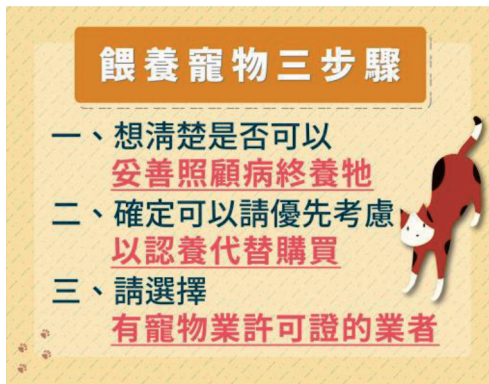 餵養寵物三步驟
一、想清楚是否可以
妥善照顧病終養牠
二、確定可以請優先考慮
以認養代替購買
三、請選擇
有寵物業許可證的業者